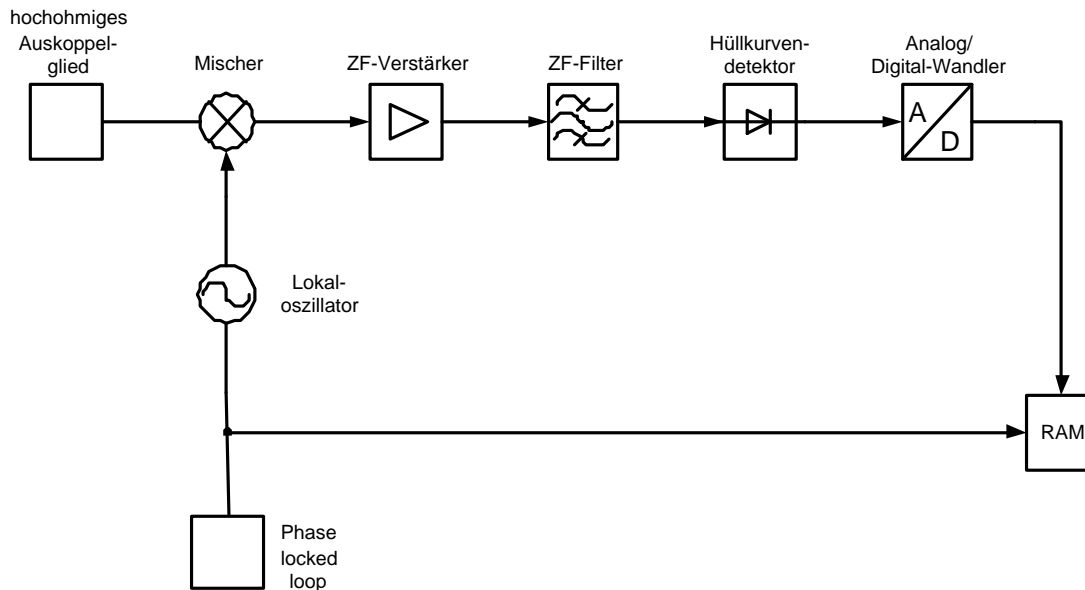 hochohmiges
Auskoppel-
glied
Mischer
ZF-Verstärker
ZF-Filter
Hüllkurven-
detektor
Analog/
Digital-Wandler
A
D
Lokal-
oszillator
RAM
Phase
locked
loop